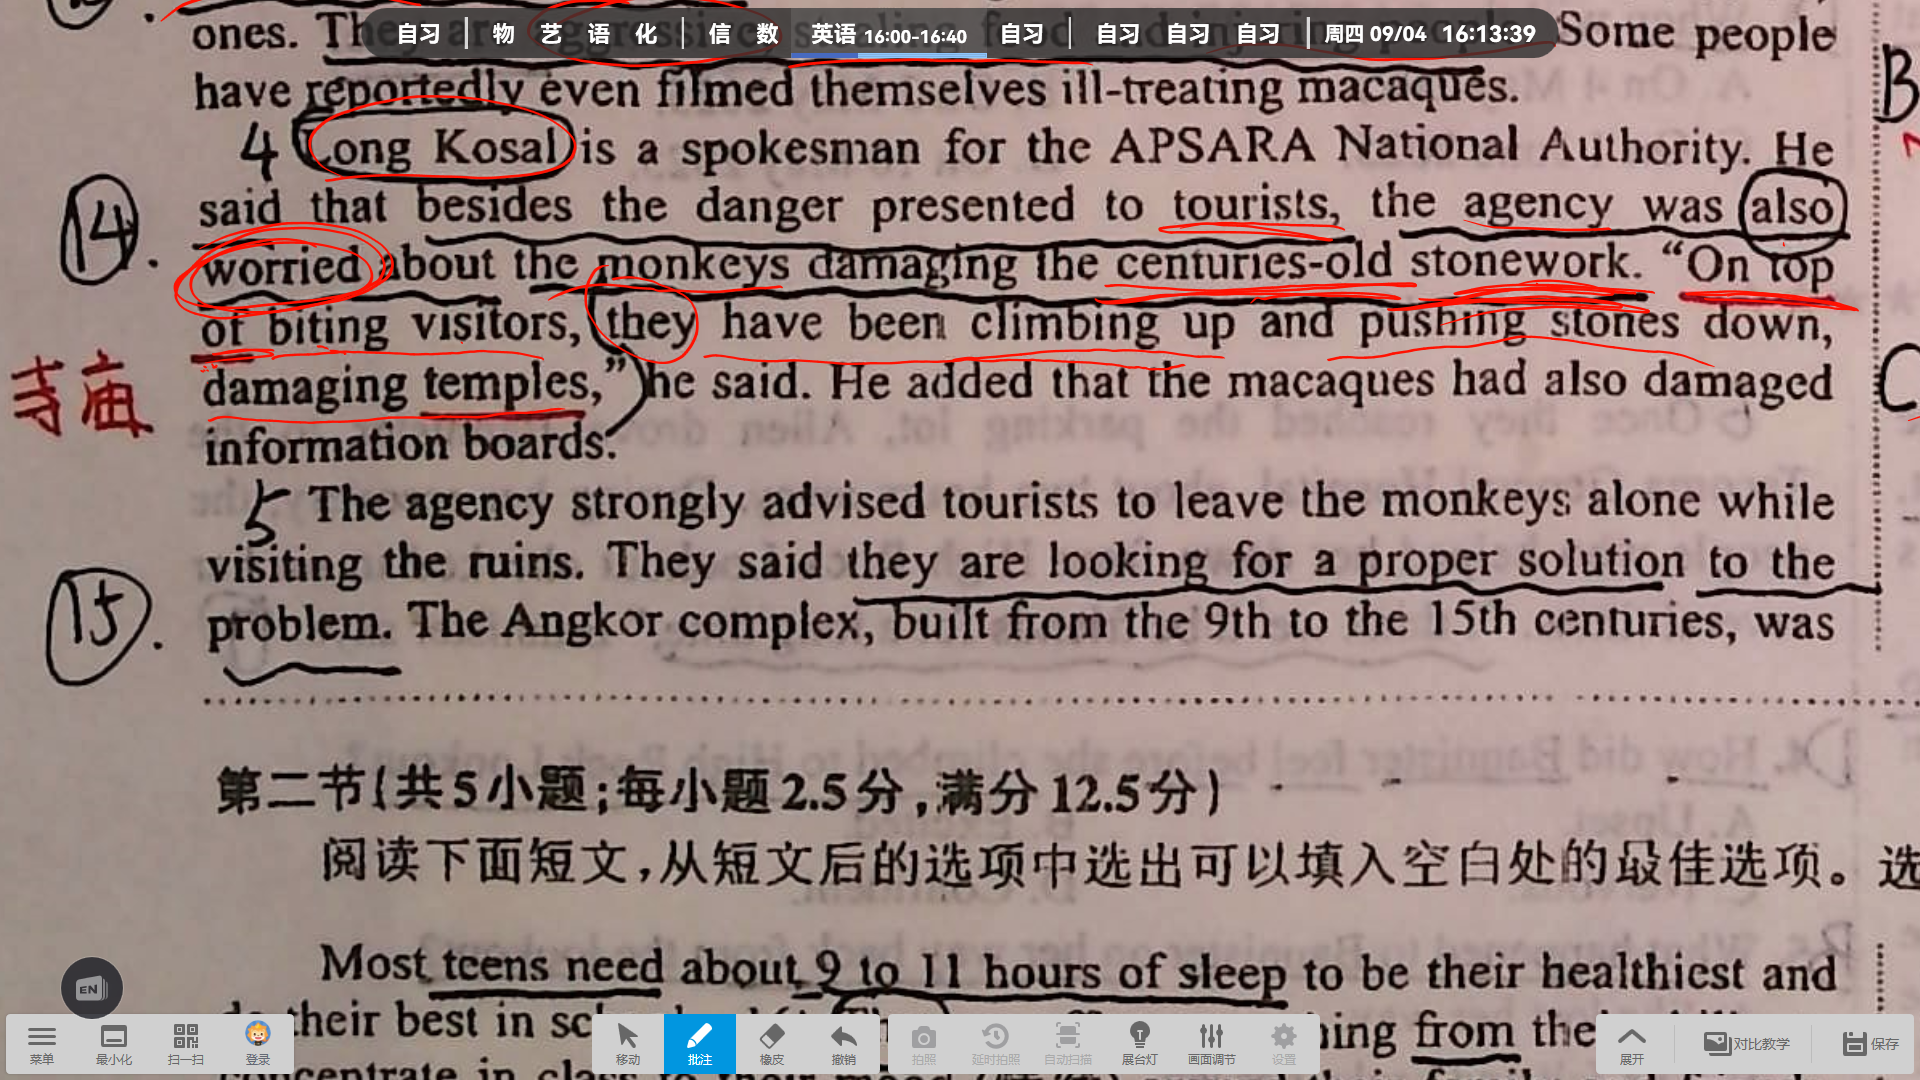 自习 | 物 艺 语 化 | 信 数 英语 16:00-16:40 自习 | 自习 自习 自习 | 周四 09/04 16:13:39
ones. Some people
have reportedly even filmed themselves ill-treating macaques.
4 Long Kosal is a spokesman for the APSARA National Authority. He
14. said that besides the danger presented to tourists, the agency was also
worried about the monkeys damaging the centuries-old stonework. “On top
of biting visitors, they have been climbing up and pushing stones down,
寺庙 damaging temples,” he said. He added that the macaques had also damaged
information boards.
5 The agency strongly advised tourists to leave the monkeys alone while
visiting the ruins. They said they are looking for a proper solution to the
15. problem. The Angkor complex, built from the 9th to the 15th centuries, was
B
C
第二节(共5小题;每小题2.5分,满分12.5分)
阅读下面短文,从短文后的选项中选出可以填入空白处的最佳选项。选
Most teens need about 9 to 11 hours of sleep to be their healthiest and
their best in
from
EN
菜单 最小化 扫一扫 登录 移动 批注 橡皮 撤销 拍照 延时拍照 自动扫描 展台灯 画面调节 设置 展开 对比教学 保存